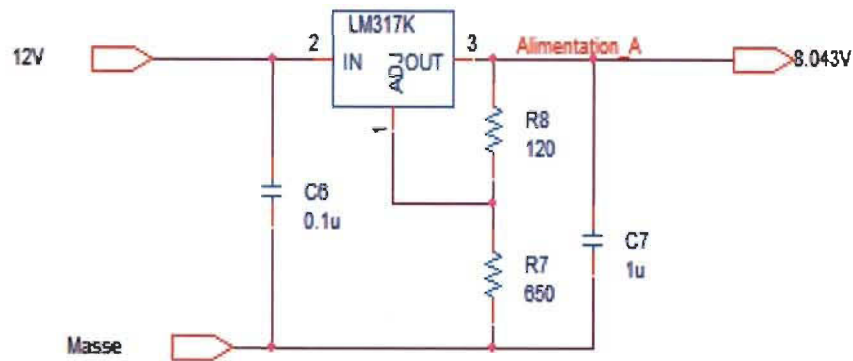 LM317K
12V
2
IN
ADJ
OUT
3
Alimentation_A
8.043V
1
R8
120
C6
0.1u
C7
1u
R7
650
Masse